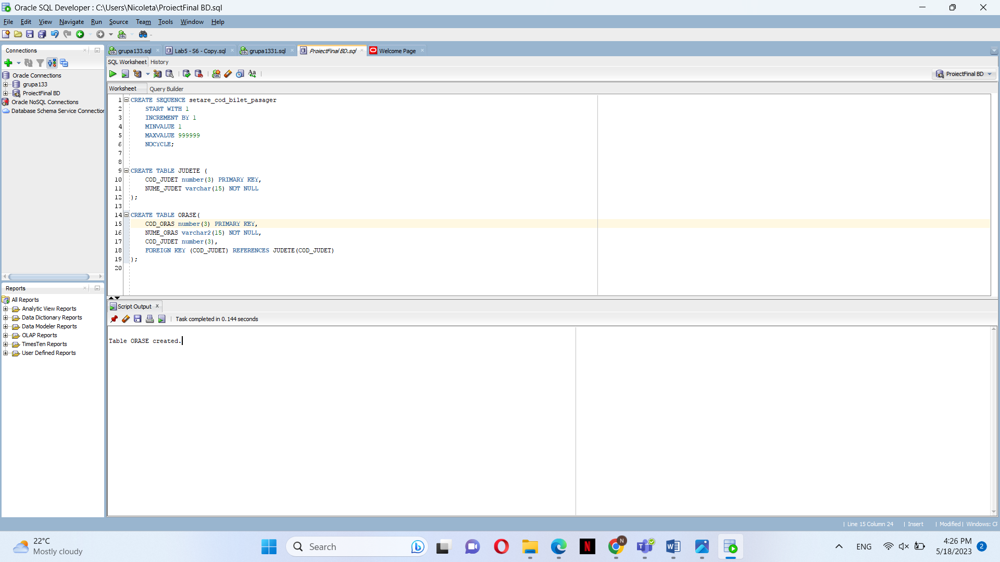 Oracle SQL Developer : C:\Users\Nicoleta\ProiectFinal BD.sql
File Edit View Navigate Run Source Team Tools Window Help
Connections
grupa133.sql
Lab5 - S6 - Copy.sql
grupa1331.sql
ProiectFinal BD.sql
Welcome Page
SQL Worksheet History
ProiectFinal BD
Oracle Connections
grupa133
ProiectFinal BD
Oracle NoSQL Connections
Database Schema Service Connection
Worksheet Query Builder
1 CREATE SEQUENCE setare_cod_bilet_pasager
2 START WITH 1
3 INCREMENT BY 1
4 MINVALUE 1
5 MAXVALUE 999999
6 NOCYCLE;
7
8
9 CREATE TABLE JUDETE (
10 COD_JUDET number(3) PRIMARY KEY,
11 NUME_JUDET varchar(15) NOT NULL
12 );
13
14 CREATE TABLE ORASE(
15 COD_ORAS number(3) PRIMARY KEY,
16 NUME_ORAS varchar2(15) NOT NULL,
17 COD_JUDET number(3),
18 FOREIGN KEY (COD_JUDET) REFERENCES JUDETE(COD_JUDET)
19 );
20
Reports
All Reports
Analytic View Reports
Data Dictionary Reports
Data Modeler Reports
OLAP Reports
TimesTen Reports
User Defined Reports
Script Output
Task completed in 0.144 seconds
Table ORASE created.
Line 15 Column 24 | Insert | Modified | Windows: CF
22°C
Mostly cloudy
Search
N
ENG
4:26 PM
5/18/2023
2